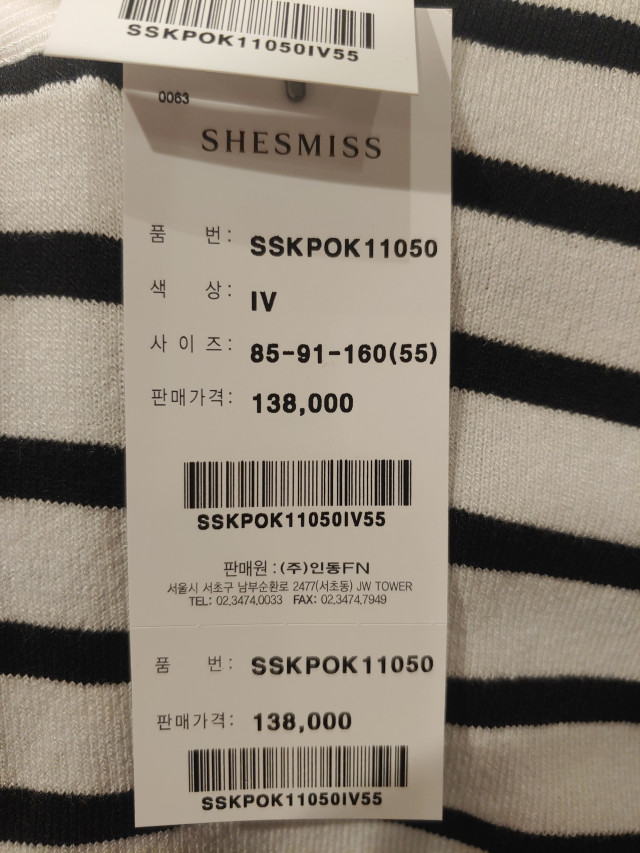 SSKPOK11050IV55
0063
SHESMISS
품 번: SSKPOK11050
색 상: IV
사 이 즈: 85-91-160(55)
판매가격: 138,000
SSKPOK11050IV55
판매원 : (주)인동FN
서울시 서초구 남부순환로 2477(서초동) JW TOWER
TEL: 02.3474.0033 FAX: 02.3474.7949
품 번: SSKPOK11050
판매가격: 138,000
SSKPOK11050IV55